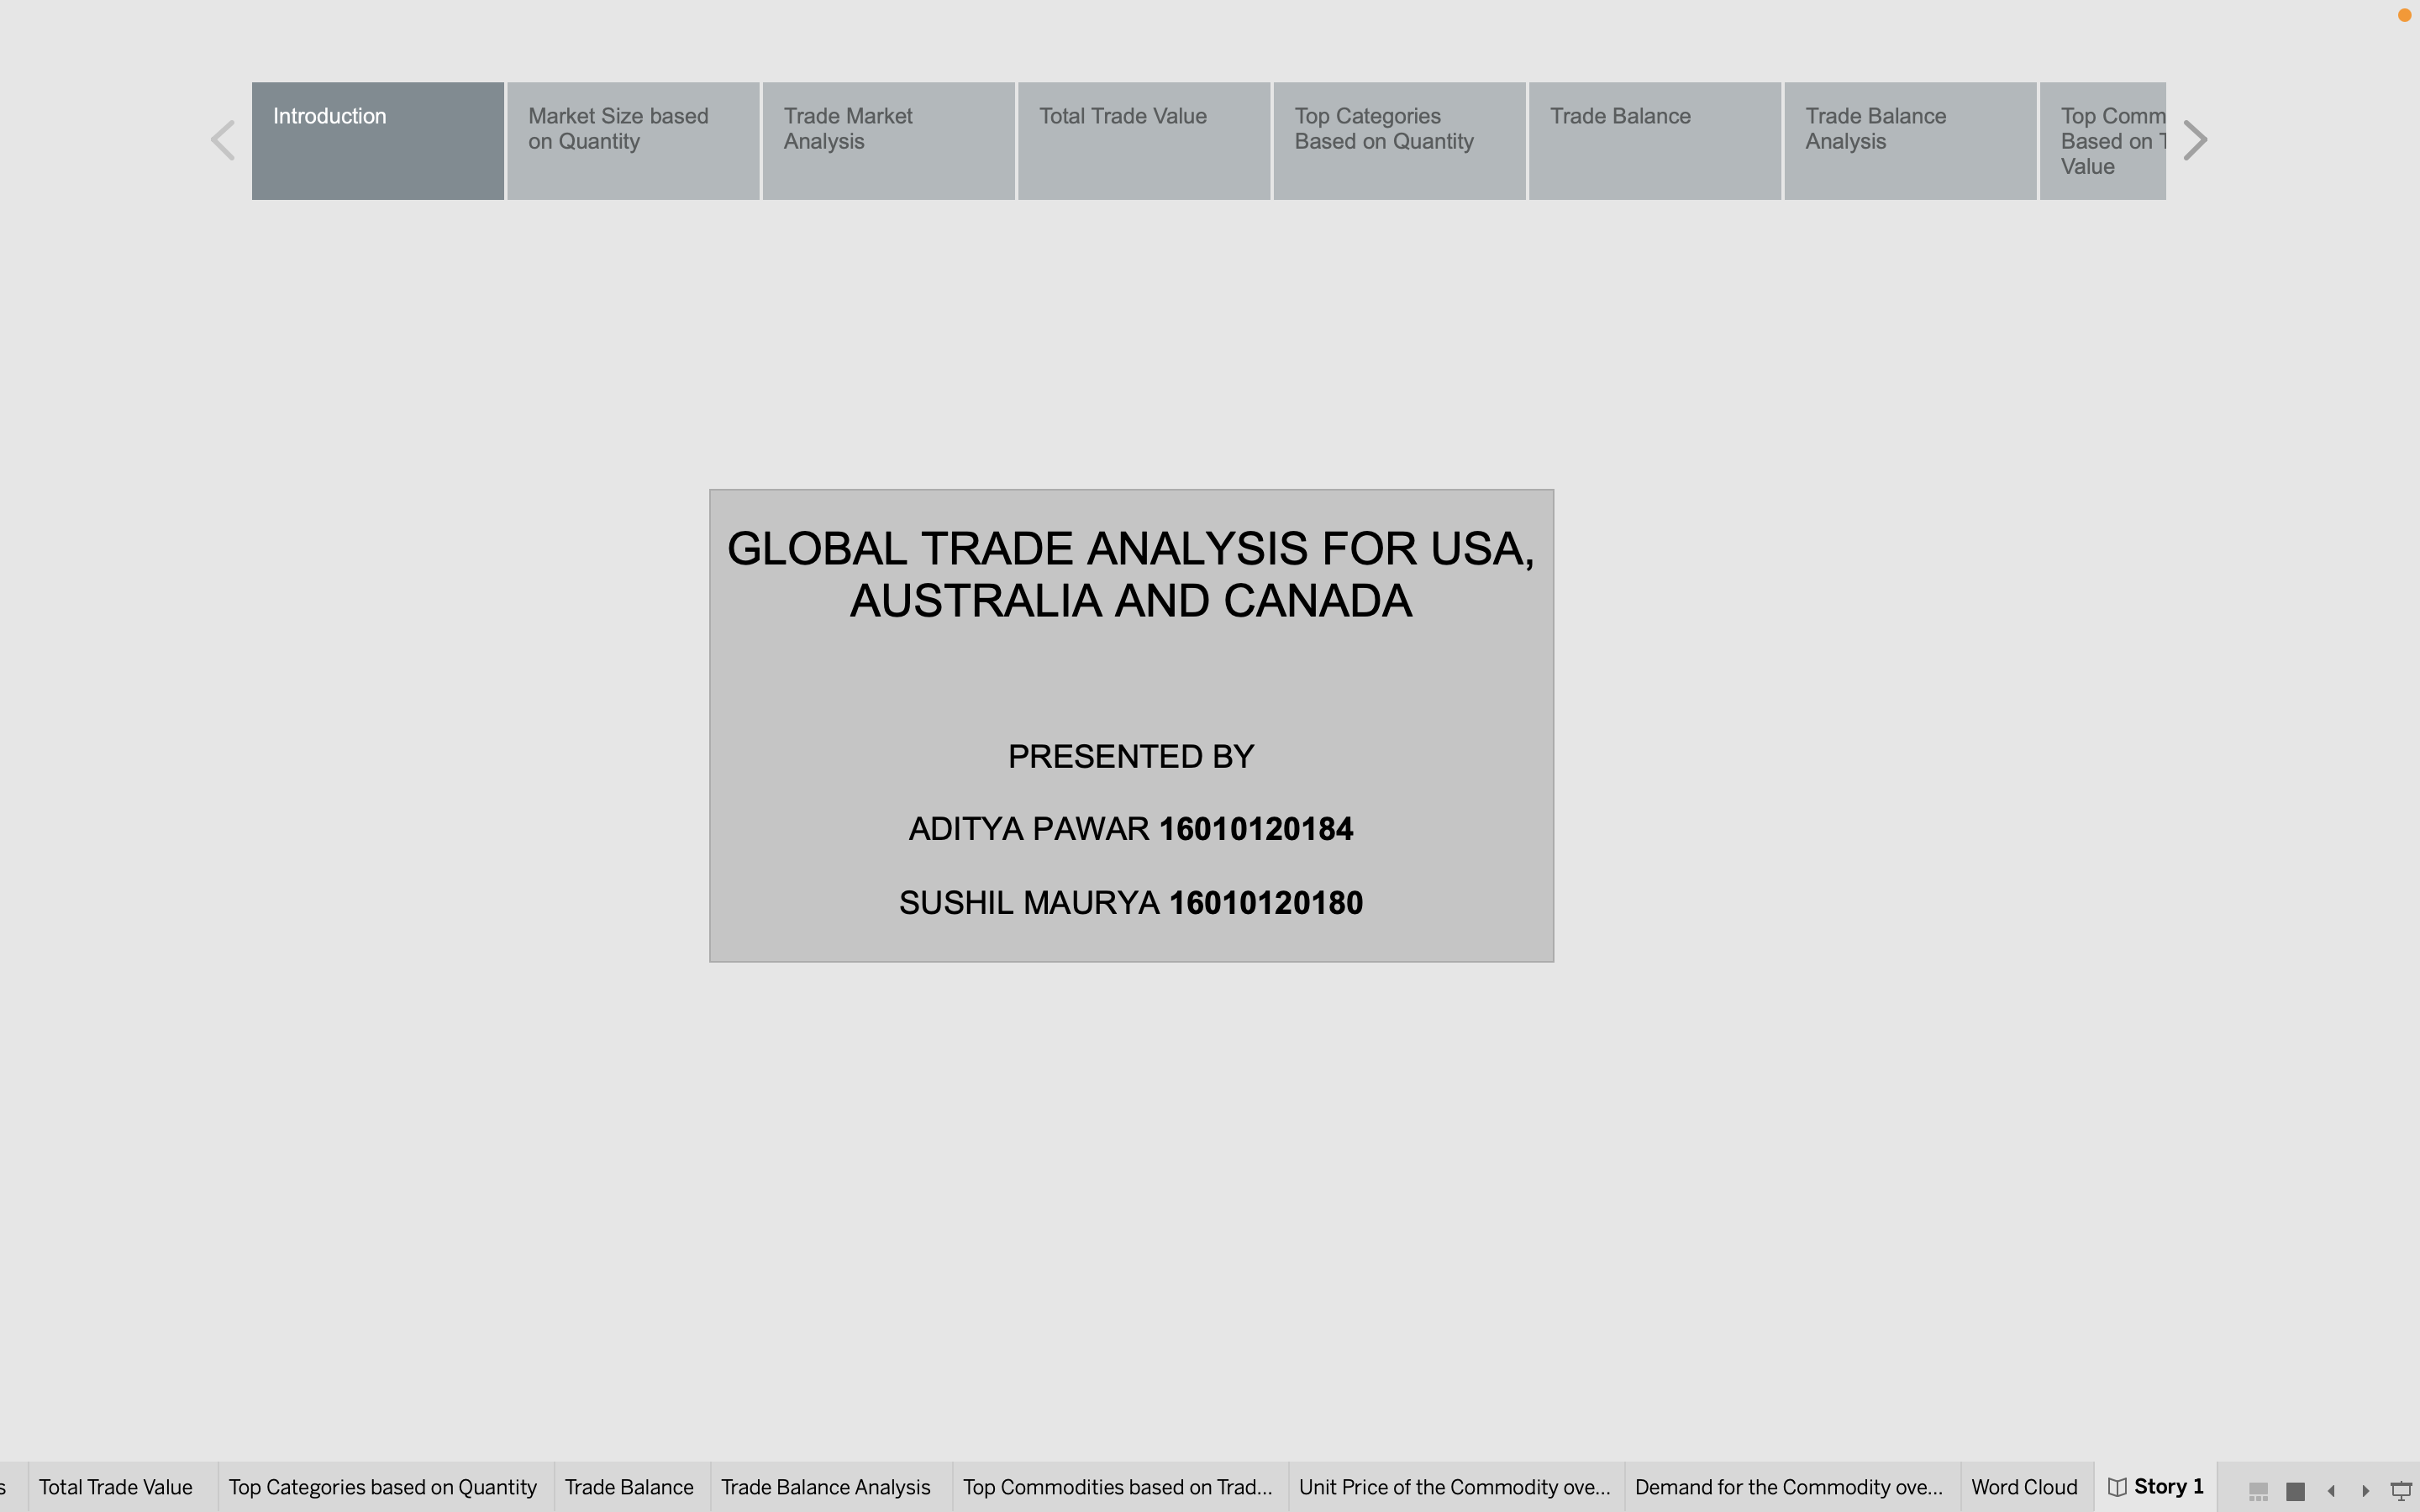 Introduction
Market Size based
on Quantity
Trade Market
Analysis
Total Trade Value
Top Categories
Based on Quantity
Trade Balance
Trade Balance
Analysis
Top Comm
Based on T
Value
GLOBAL TRADE ANALYSIS FOR USA,
AUSTRALIA AND CANADA
PRESENTED BY
ADITYA PAWAR 16010120184
SUSHIL MAURYA 16010120180
s Total Trade Value Top Categories based on Quantity Trade Balance Trade Balance Analysis Top Commodities based on Trad... Unit Price of the Commodity ove... Demand for the Commodity ove... Word Cloud Story 1